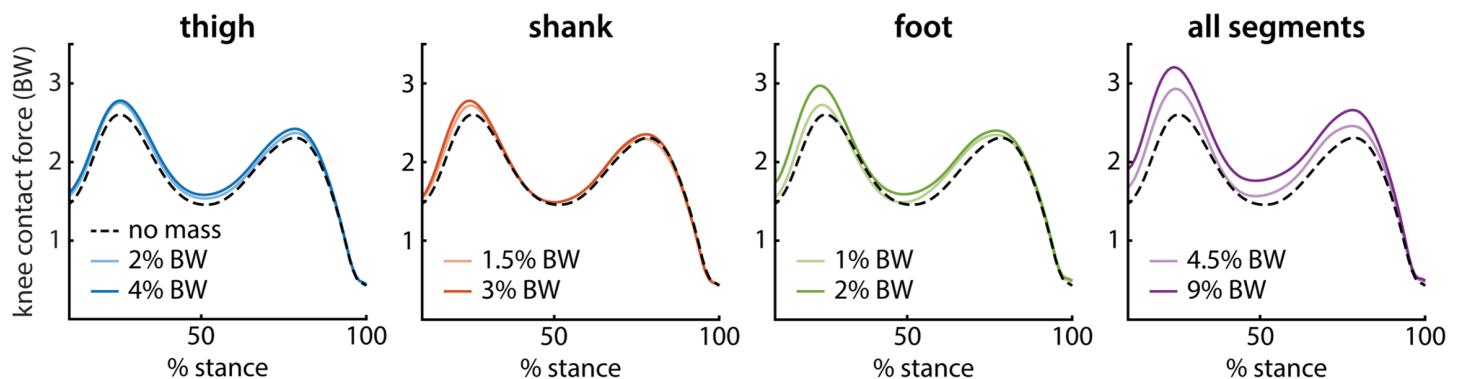 thigh
shank
foot
all segments
knee contact force (BW)
3
2
1
no mass
2% BW
4% BW
50
100
% stance
3
2
1
1.5% BW
3% BW
50
100
% stance
3
2
1
1% BW
2% BW
50
100
% stance
3
2
1
4.5% BW
9% BW
50
100
% stance